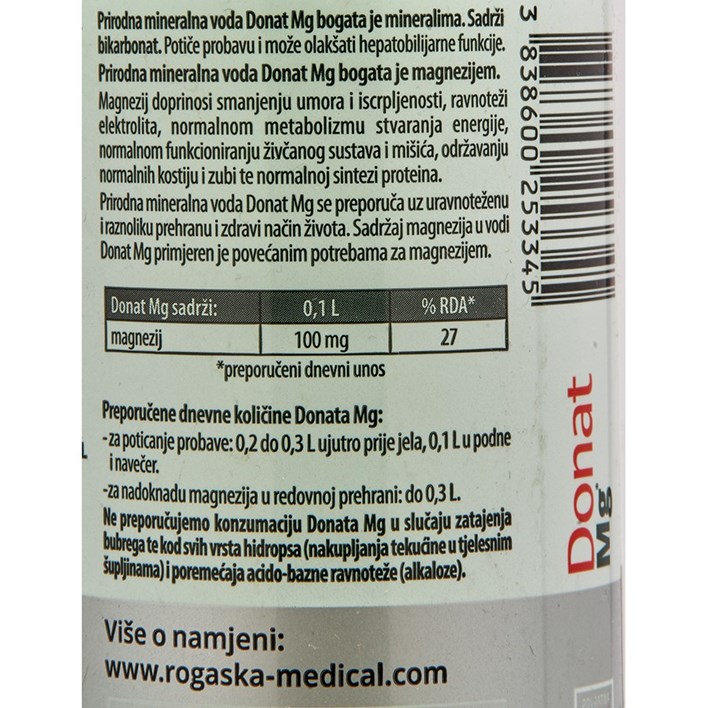 Prirodna mineralna voda Donat Mg bogata je mineralima. Sadrži
bikarbonat. Potiče probavu i može olakšati hepatobilijarne funkcije.
Prirodna mineralna voda Donat Mg bogata je magnezijem.
Magnezij doprinosi smanjenju umora i iscrpljenosti, ravnoteži
elektrolita, normalnom metabolizmu stvaranja energije,
normalnom funkcioniranju živčanog sustava i mišića, održavanju
normalnih kostiju i zubi te normalnoj sintezi proteina.
Prirodna mineralna voda Donat Mg se preporuča uz uravnoteženu
i raznoliku prehranu i zdravi način života. Sadržaj magnezija u vodi
Donat Mg primjeren je povećanim potrebama za magnezijem.
Donat Mg sadrži: 0,1 L % RDA*
magnezij 100 mg 27
*preporučeni dnevni unos
Preporučene dnevne količine Donata Mg:
-za poticanje probave: 0,2 do 0,3 L ujutro prije jela, 0,1 L u podne
i navečer.
-za nadoknadu magnezija u redovnoj prehrani: do 0,3 L.
Ne preporučujemo konzumaciju Donata Mg u slučaju zatajenja
bubrega te kod svih vrsta hidropsa (nakupljanja tekućine u tjelesnim
šupljinama) i poremećaja acido-bazne ravnoteže (alkaloze).
Više o namjeni:
www.rogaska-medical.com
3 838600 253345
Donat
Mg